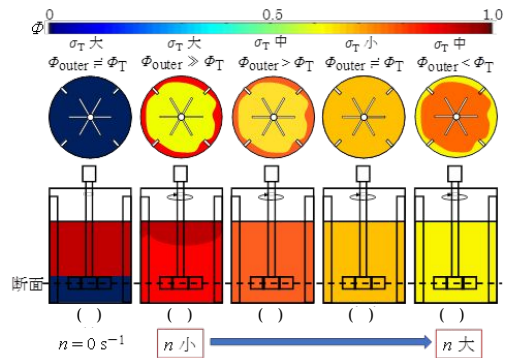 Φ 0 0.5 1.0
σT 大 σT 大 σT 中 σT 小 σT 中
Φouter ≠ ΦT Φouter ≫ ΦT Φouter > ΦT Φouter ≠ ΦT Φouter < ΦT
断面
( ) ( ) ( ) ( ) ( )
n = 0 s⁻¹ n 小 n 大